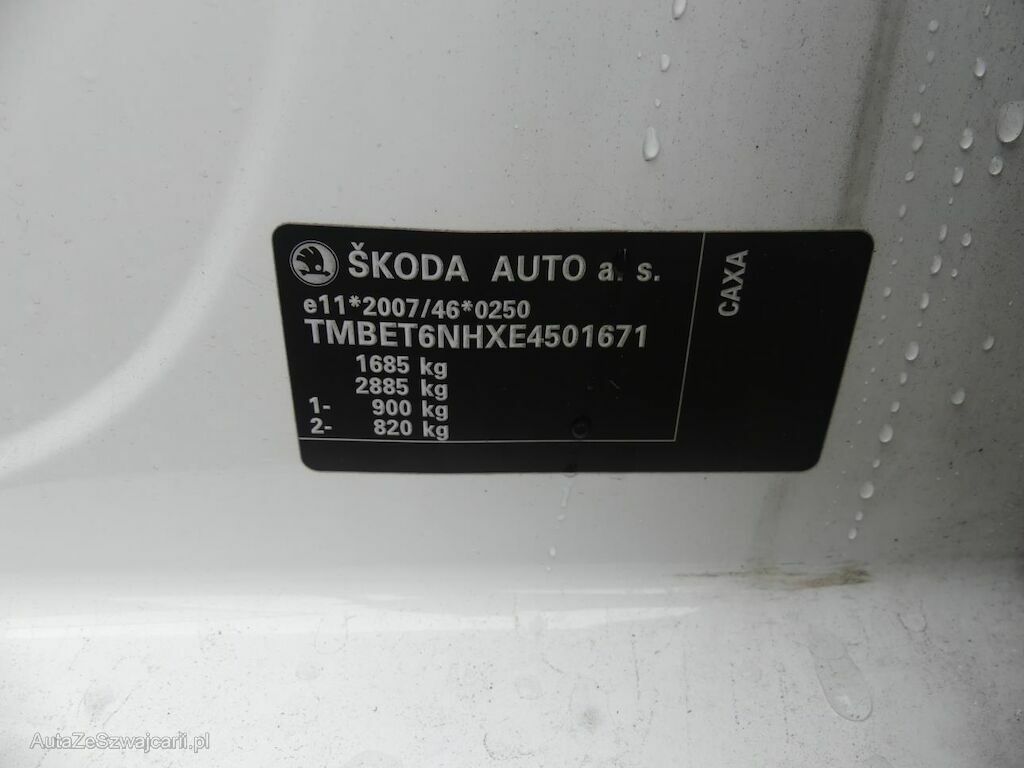 ŠKODA AUTO a. s.
e11*2007/46*0250
TMBET6NHXE4501671
1685 kg
2885 kg
1- 900 kg
2- 820 kg
CAXA
AutaZeSzwajcarii.pl